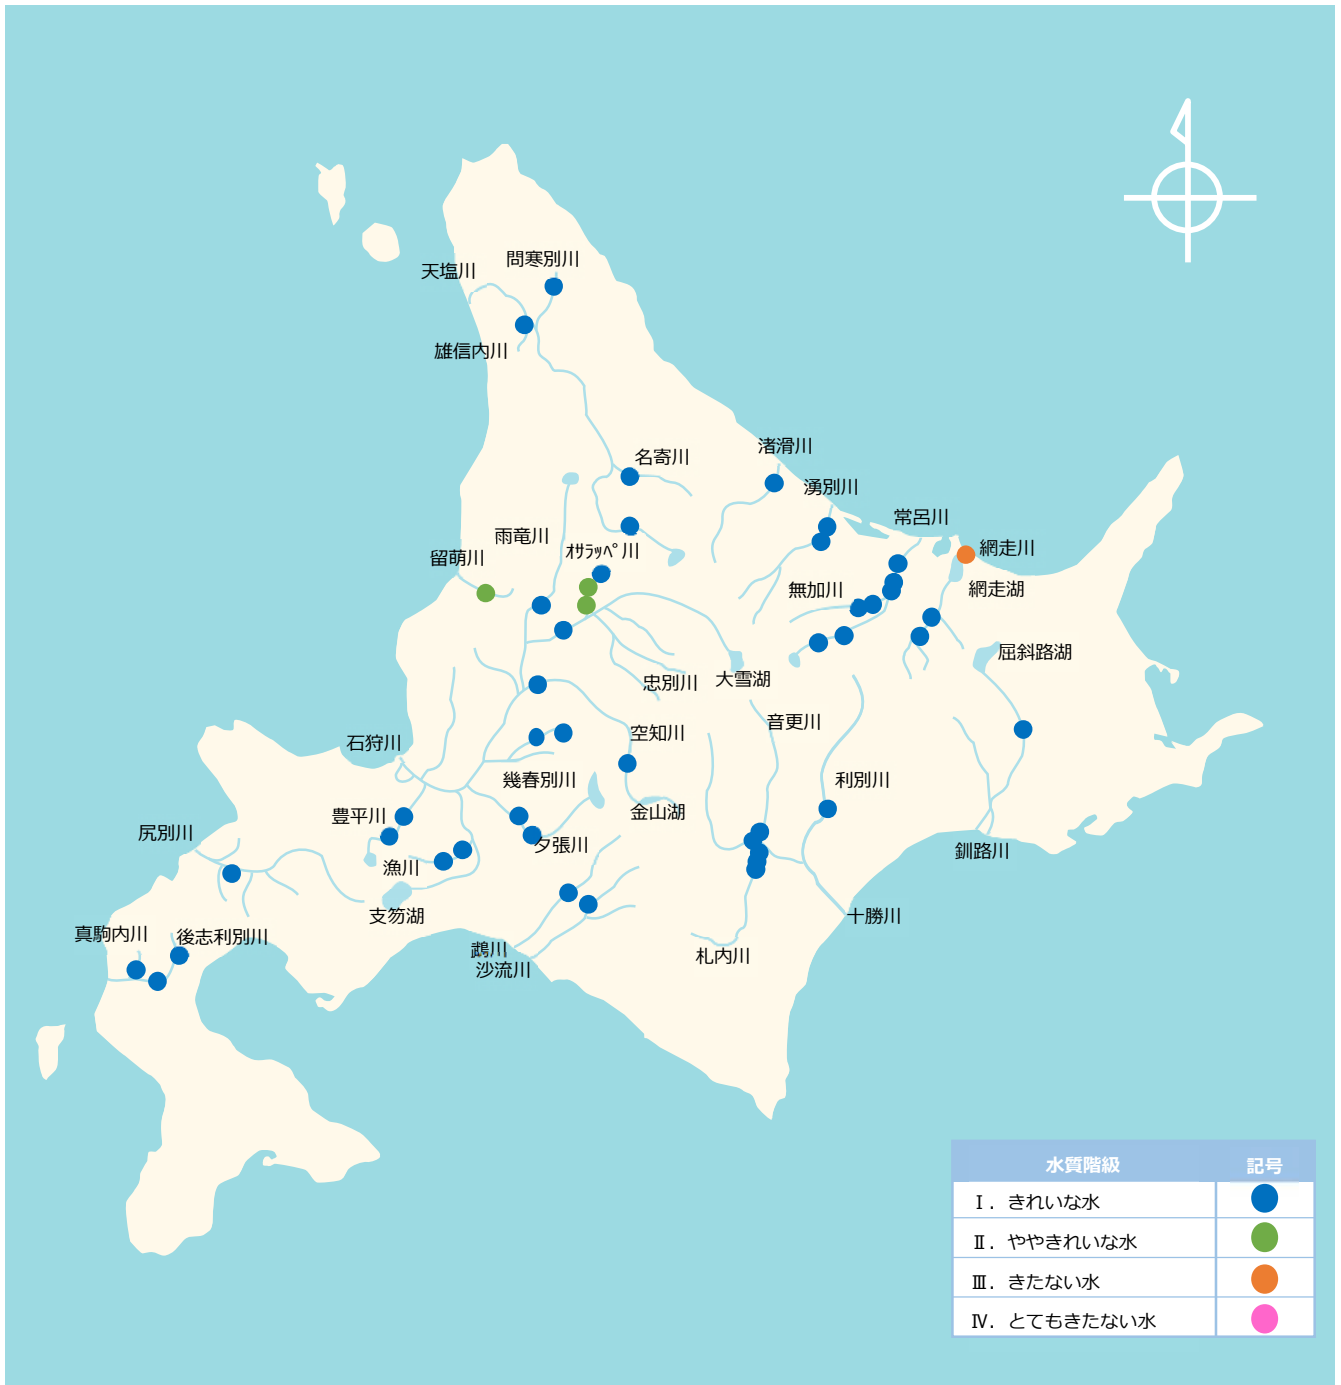 問寒別川
天塩川
雄信内川
渚滑川
名寄川
湧別川
常呂川
雨竜川
網走川
ｵｻﾗｯﾍﾟ川
留萌川
無加川
網走湖
屈斜路湖
忠別川
大雪湖
音更川
空知川
石狩川
幾春別川
利別川
金山湖
豊平川
尻別川
夕張川
釧路川
漁川
支笏湖
十勝川
真駒内川
後志利別川
鵡川
札内川
沙流川
水質階級 記号
Ⅰ．きれいな水
Ⅱ．ややきれいな水
Ⅲ．きたない水
Ⅳ．とてもきたない水